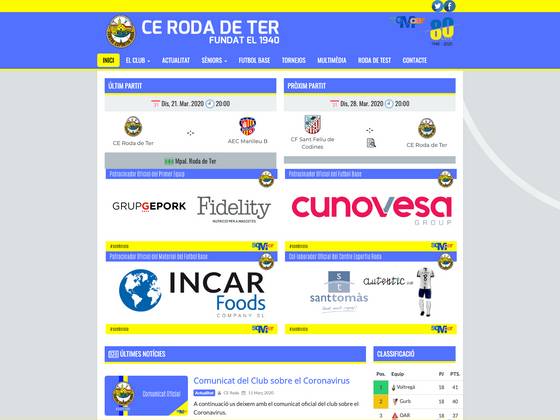 CE RODA DE TER
FUNDAT EL 1940
80
1940 - 2020
INICI
EL CLUB
ACTUALITAT
SÈNIORS
FUTBOL BASE
TORNEJOS
MULTIMÈDIA
RODA DE TEST
CONTACTE
ÚLTIM PARTIT
Dis, 21. Mar. 2020 20:00
CE Roda de Ter
-:-
AEC Manlleu B
Mpal. Roda de Ter
PRÒXIM PARTIT
Dis, 28. Mar. 2020 20:00
CF Sant Feliu de
Codines
-:-
CE Roda de Ter
Patrocinador Oficial del Primer Equip
GRUPGEPORK
Fidelity
Patrocinador Oficial del Futbol Base
CUNOVESA
GROUP
Patrocinador Oficial del Material del Futbol Base
INCAR
Foods
COMPANY SL
Col·laborador Oficial del Centre Esportiu Roda
st
santtomàs
autèntic
ÚLTIMES NOTÍCIES
Comunicat Oficial
Comunicat del Club sobre el Coronavirus
Actualitat CE Roda 13 Març 2020
A continuació us deixem amb el comunicat oficial del club sobre el
Coronavirus.
CLASSIFICACIÓ
Pos. Equip PJ PTS
1 Voltregà 18 41
2 Gurb 18 40
3 OAR 18 37